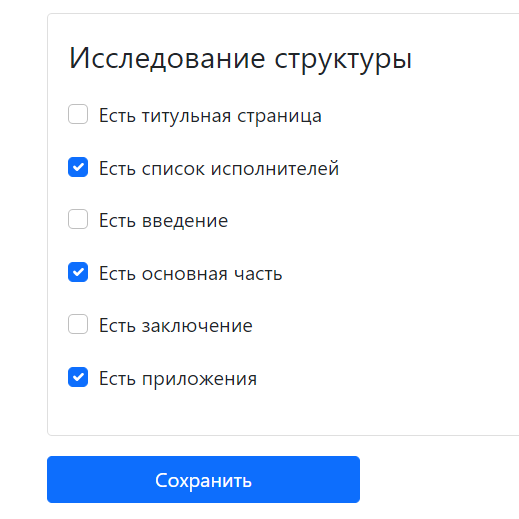 Исследование структуры
Есть титульная страница
Есть список исполнителей
Есть введение
Есть основная часть
Есть заключение
Есть приложения
Сохранить